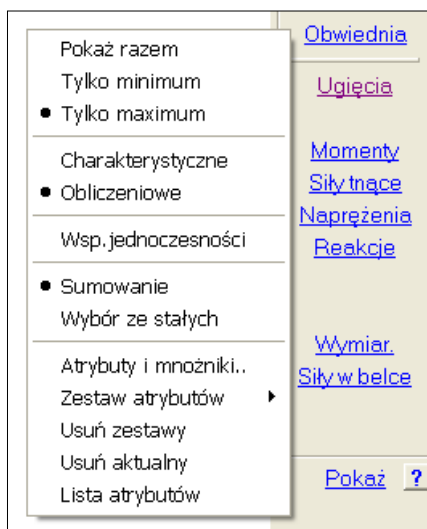 Pokaż razem
Tylko minimum
Tylko maximum
Charakterystyczne
Obliczeniowe
Wsp.jednoczesności
Sumowanie
Wybór ze stałych
Atrybuty i mnożniki..
Zestaw atrybutów
Usuń zestawy
Usuń aktualny
Lista atrybutów
Obwiednia
Ugięcia
Momenty
Siły tnące
Naprężenia
Reakcje
Wymiar.
Siły w belce
Pokaż ?